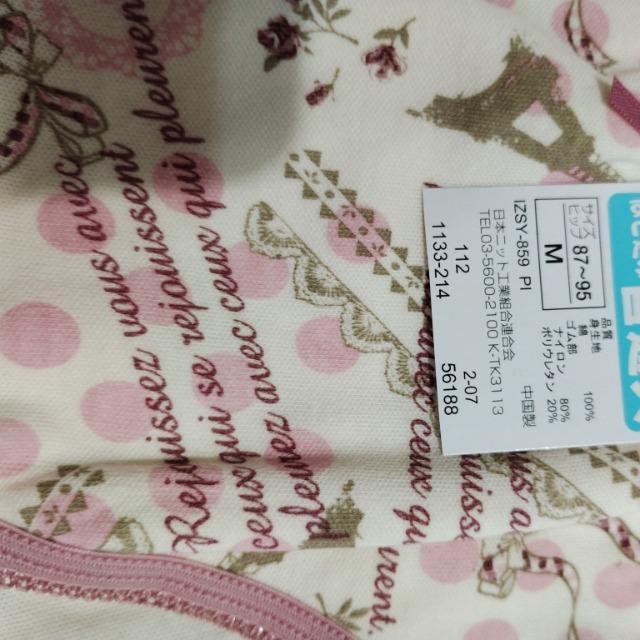 サイズ
ヒップ 87~95
M
品質
身生地 綿 100%
ゴム部 ナイロン 80%
ポリウレタン 20%
IZSY-859 PI
日本ニット工業組合連合会 中国製
TEL03-5600-2100 K-TK3113
112 2-07
1133-214 56188
Rejouissez vous avec
ceux qui se rejouissent
pleurez avec ceux qui pleurent